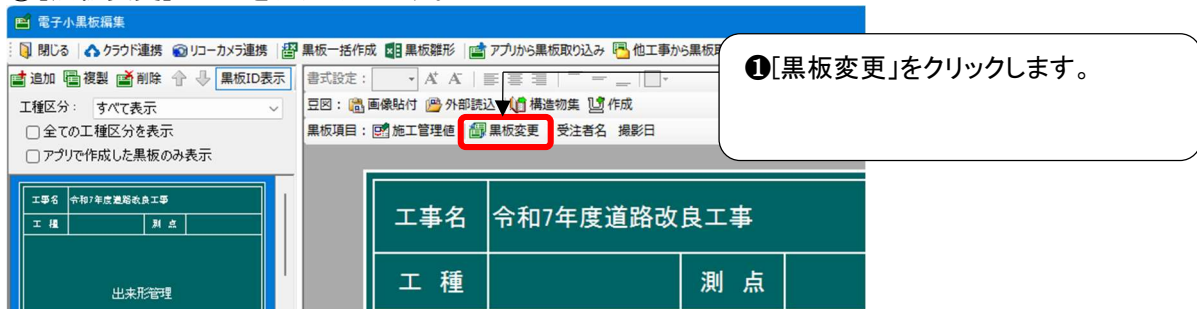 電子小黒板編集
閉じる クラウド連携 リコーカメラ連携 黒板一括作成 黒板雛形 アプリから黒板取り込み 他工事から黒板
追加 複製 削除 黒板ID表示
書式設定：
工種区分： すべて表示
豆図： 画像貼付 外部読込 構造物集 作成
全ての工種区分を表示
黒板項目： 施工管理値 黒板変更 受注者名 撮影日
アプリで作成した黒板のみ表示
❶[黒板変更」をクリックします。
工事名 令和7年度道路改良工事
工 種 測 点
出来形管理
工事名 令和7年度道路改良工事
工 種 測 点